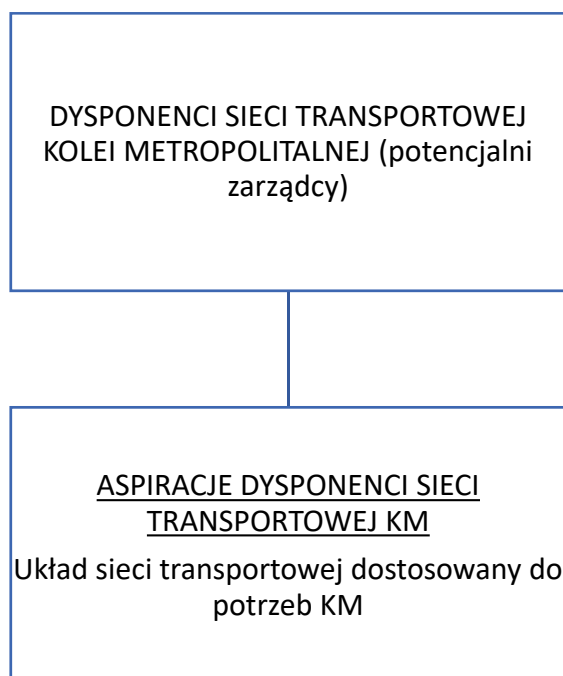 DYSPONENCI SIECI TRANSPORTOWEJ
KOLEI METROPOLITALNEJ (potencjalni
zarządcy)
ASPIRACJE DYSPONENCI SIECI
TRANSPORTOWEJ KM
Układ sieci transportowej dostosowany do
potrzeb KM